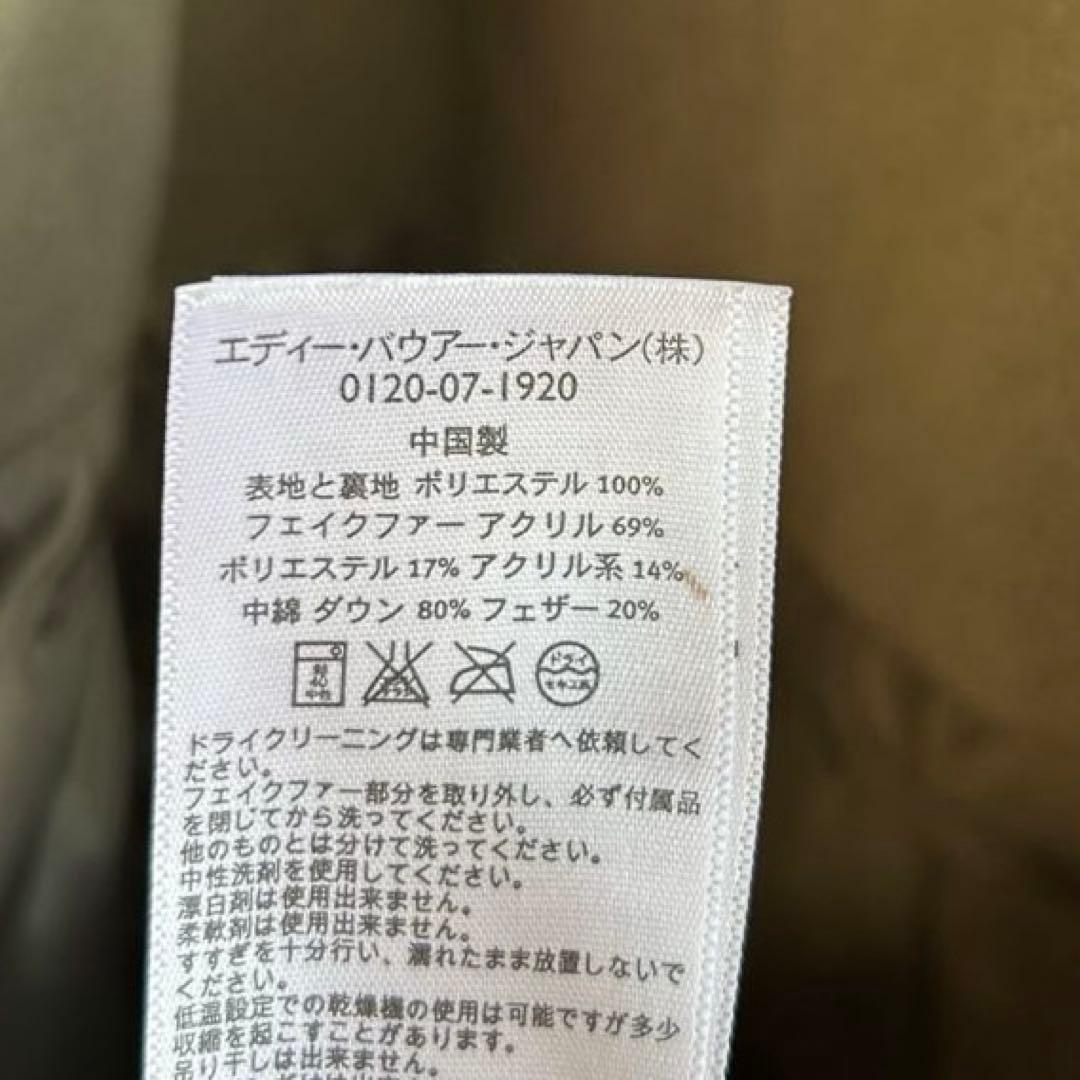 エディー・バウアー・ジャパン(株)
0120-07-1920
中国製
表地と裏地 ポリエステル 100%
フェイクファー アクリル 69%
ポリエステル 17% アクリル系 14%
中綿 ダウン 80% フェザー 20%
40
中性
ドライ
セキユ系
ドライクリーニングは専門業者へ依頼してく
ださい。
フェイクファー部分を取り外し、必ず付属品
を閉じてから洗ってください。
他のものとは分けて洗ってください。
中性洗剤を使用してください。
漂白剤は使用出来ません。
柔軟剤は使用出来ません。
すすぎを十分行い、濡れたまま放置しないで
ください。
低温設定での乾燥機の使用は可能ですが多少
収縮を起こすことがあります。
吊り干しは出来ません。